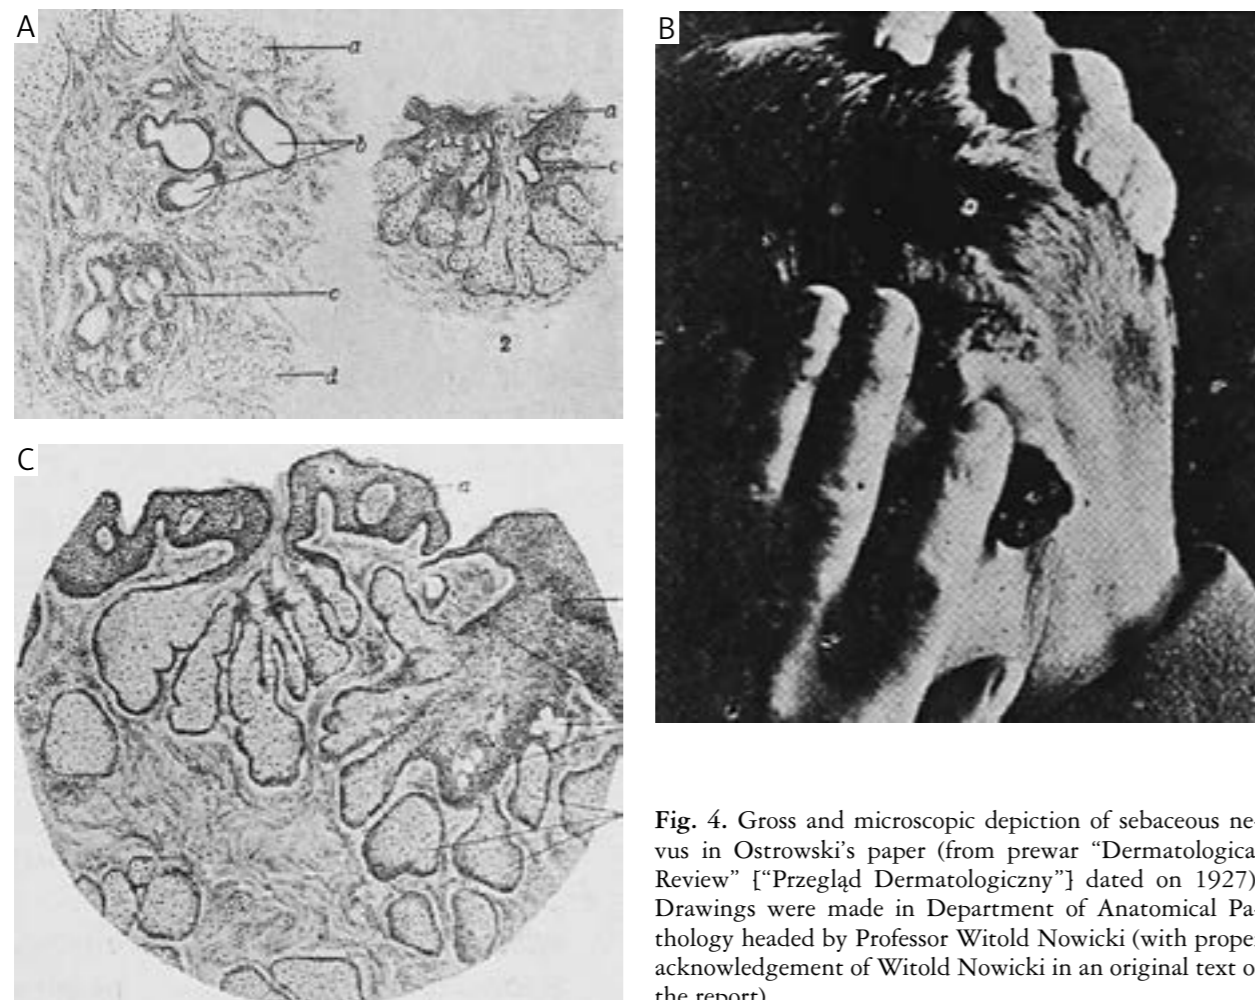 A
a
b
c
d
a
c
2
B
C
a
Fig. 4. Gross and microscopic depiction of sebaceous ne-
vus in Ostrowski's paper (from prewar “Dermatologica
Review” [“Przegląd Dermatologiczny”] dated on 1927)
Drawings were made in Department of Anatomical Pa-
thology headed by Professor Witold Nowicki (with prope
acknowledgement of Witold Nowicki in an original text o
the report)